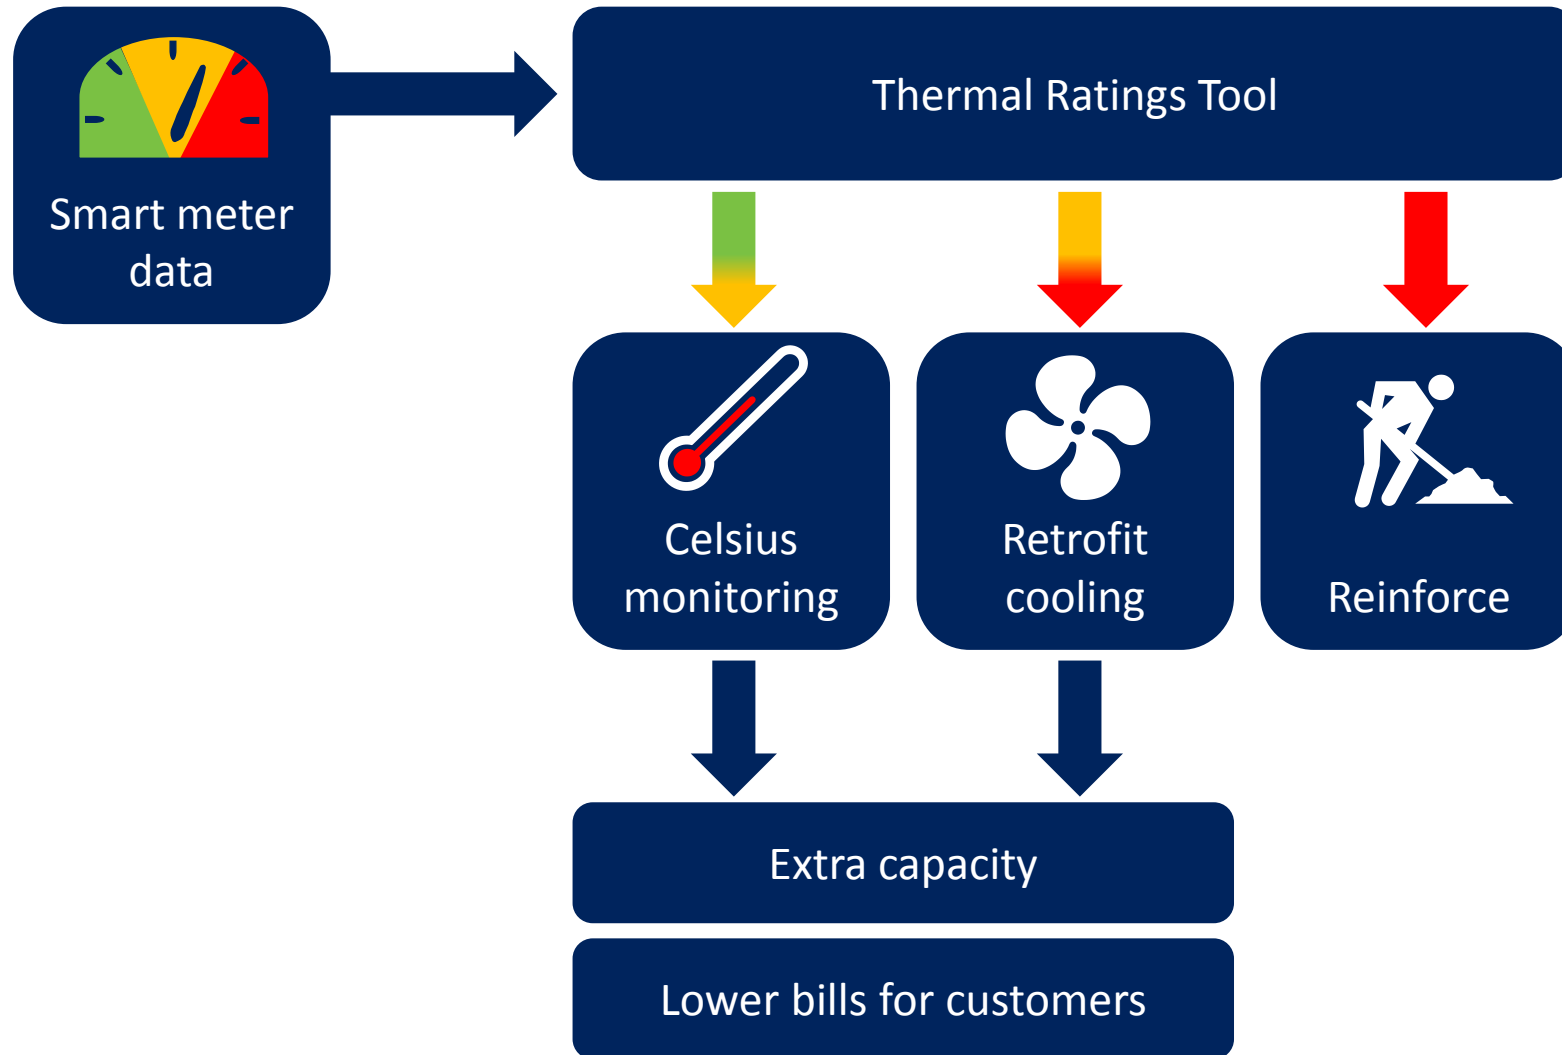 Smart meter
data
Thermal Ratings Tool
Celsius
monitoring
Retrofit
cooling
Reinforce
Extra capacity
Lower bills for customers